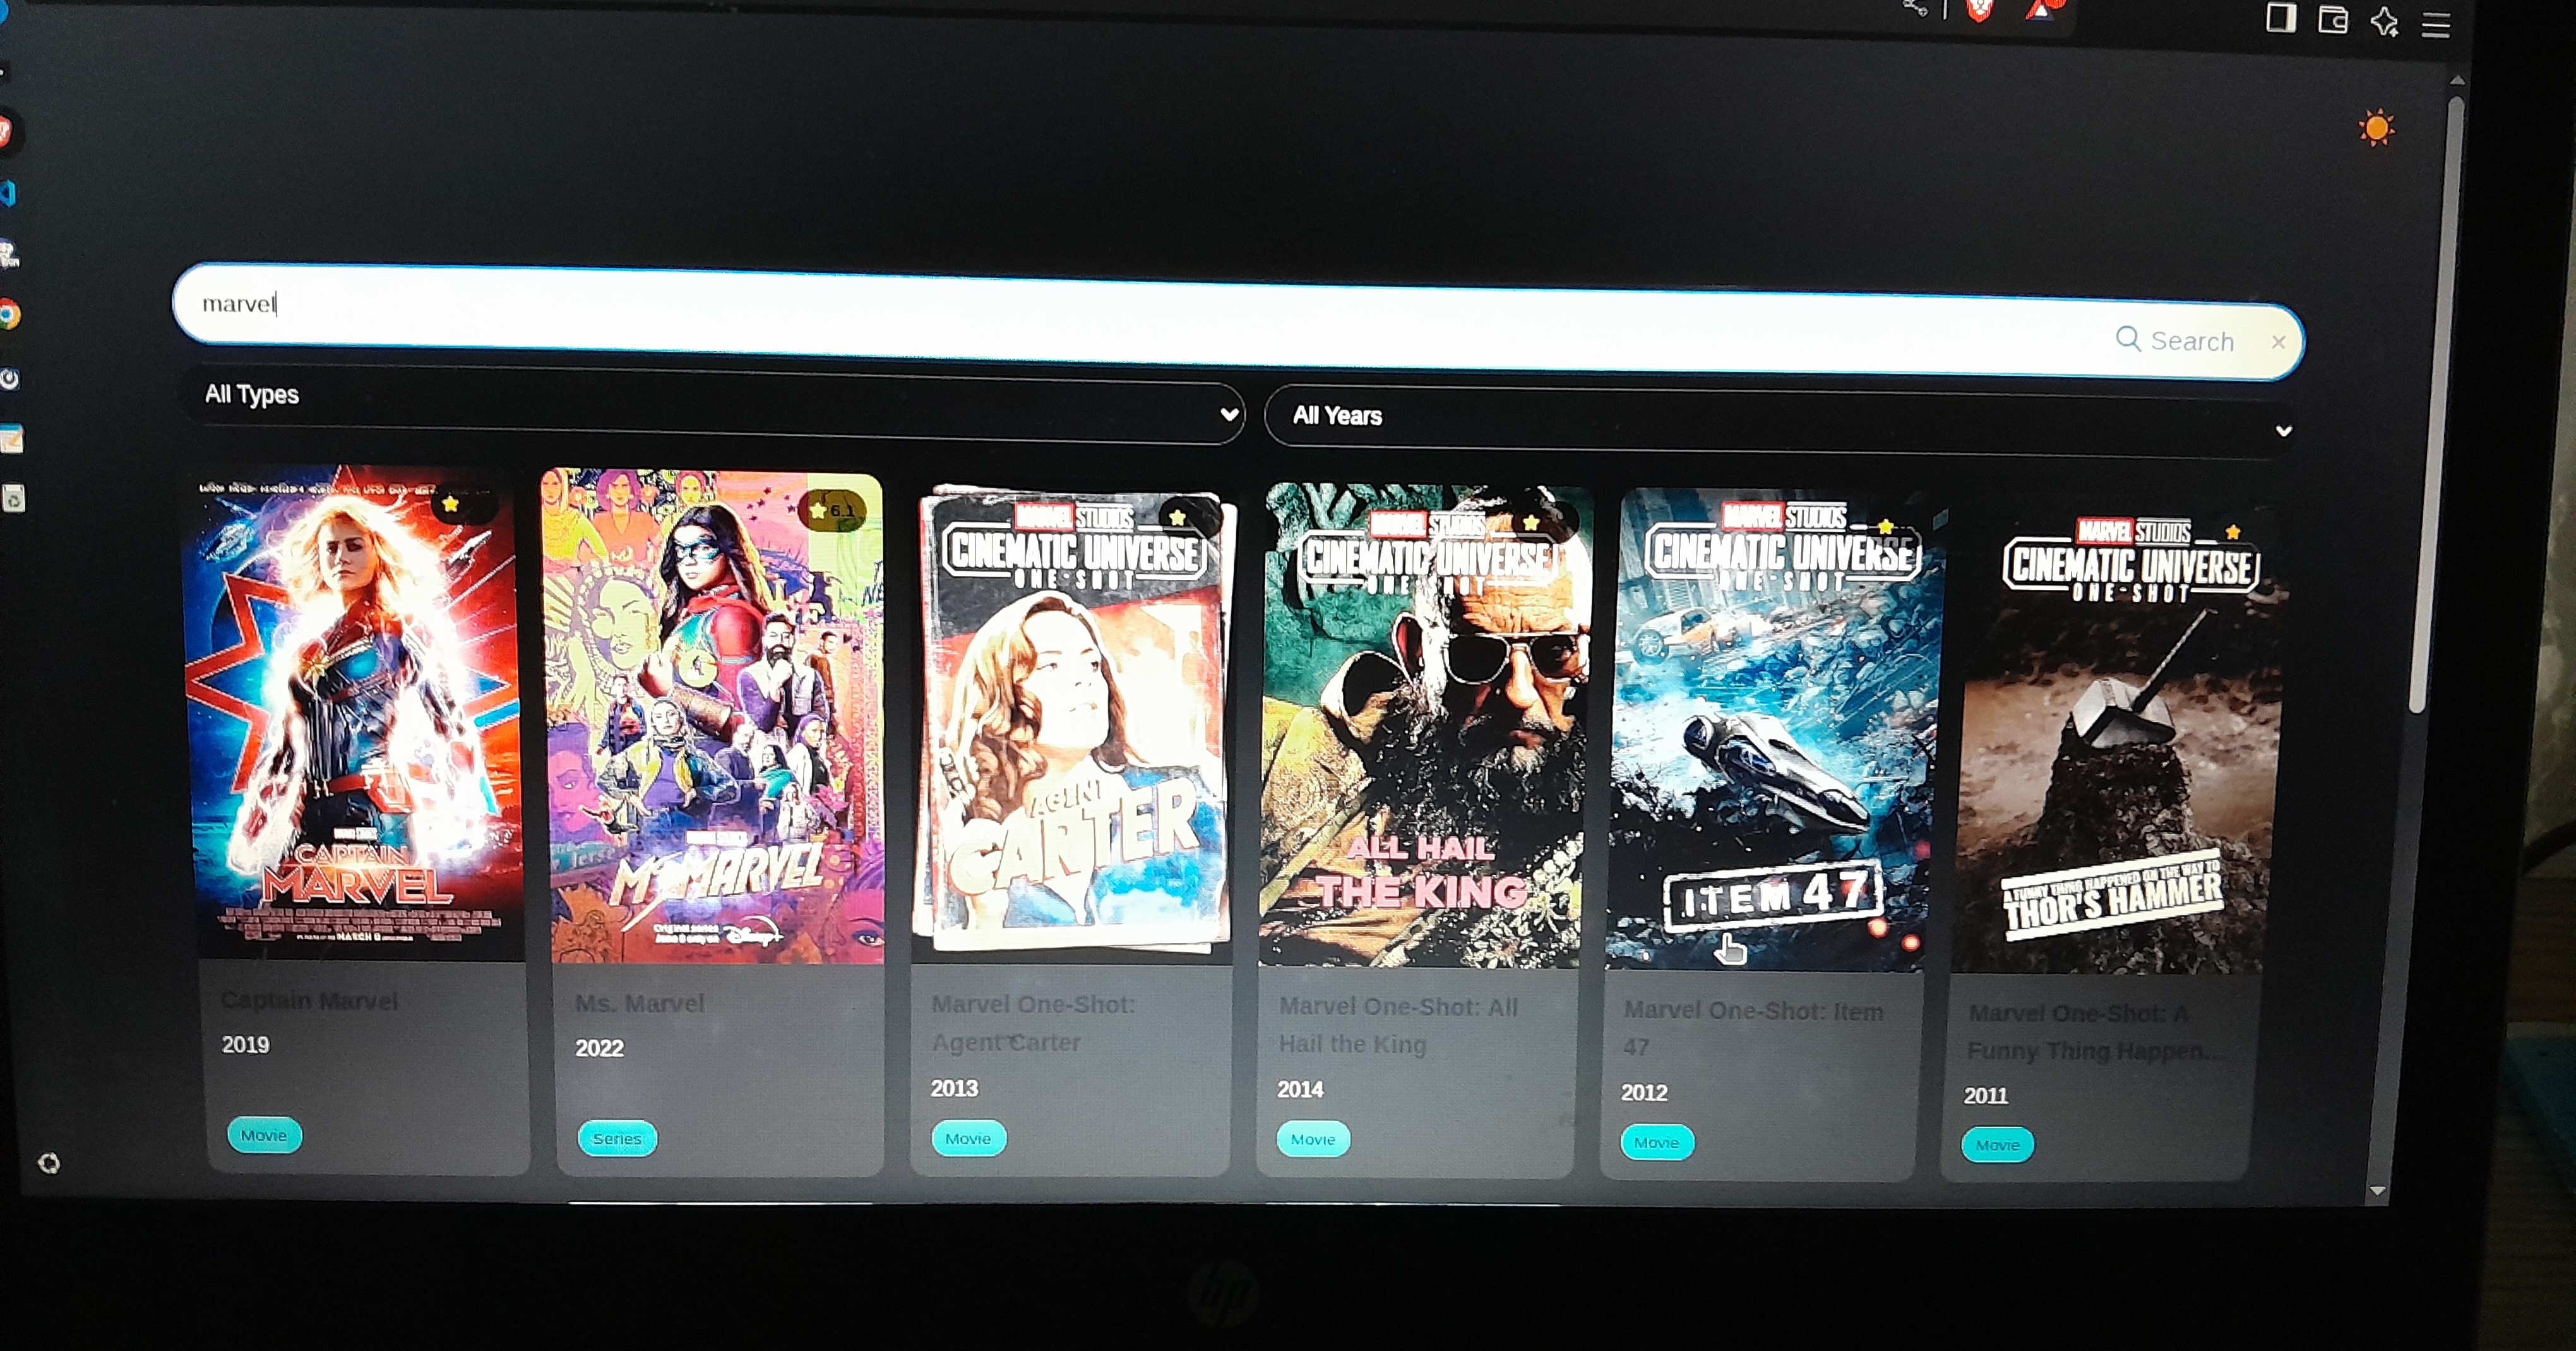 marvel
Search
All Types
All Years
CAPTAIN
MARVEL
MARCH 8
6.1
MS. MARVEL
Original series
Disney+
MARVEL STUDIOS
CINEMATIC UNIVERSE
ONE-SHOT
AGENT
CARTER
MARVEL STUDIOS
CINEMATIC UNIVERSE
ONE-SHOT
ALL HAIL
THE KING
MARVEL STUDIOS
CINEMATIC UNIVERSE
ONE-SHOT
ITEM 47
MARVEL STUDIOS
CINEMATIC UNIVERSE
ONE-SHOT
A FUNNY THING HAPPENED ON THE WAY TO
THOR'S HAMMER
Captain Marvel
2019
Movie
Ms. Marvel
2022
Series
Marvel One-Shot:
Agent Carter
2013
Movie
Marvel One-Shot: All
Hail the King
2014
Movie
Marvel One-Shot: Item
47
2012
Movie
Marvel One-Shot: A
Funny Thing Happen...
2011
Movie
hp